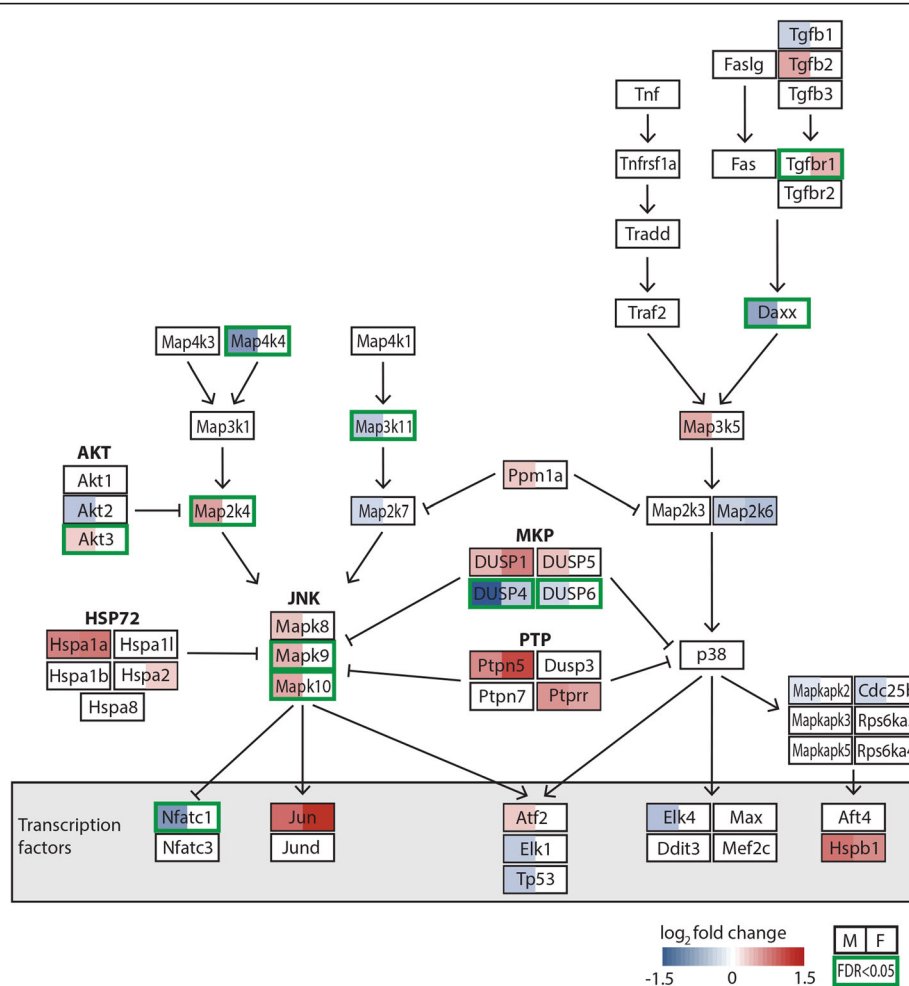 Tgfb1
Faslg Tgfb2
Tnf Tgfb3
Tnfrsf1a Fas Tgfbr1
Tgfbr2
Tradd
Traf2 Daxx
Map4k3 Map4k4 Map4k1
Map3k1 Map3k11 Map3k5
AKT
Akt1 Ppm1a
Akt2 Map2k4 Map2k7 Map2k3 Map2k6
Akt3
MKP
DUSP1 DUSP5
DUSP4 DUSP6
HSP72 JNK
Mapk8
Hspa1a Hspa1l Mapk9 PTP p38
Hspa1b Hspa2 Mapk10 Ptpn5 Dusp3
Hspa8 Ptpn7 Ptprr
Mapkapk2
Mapkapk3
Mapkapk5
Transcription
factors
Nfatc1 Jun Atf2 Elk4 Max Aft4
Nfatc3 Jund Elk1 Ddit3 Mef2c Hspb1
Tp53
log2 fold change
-1.5 0 1.5
M F
FDR<0.05